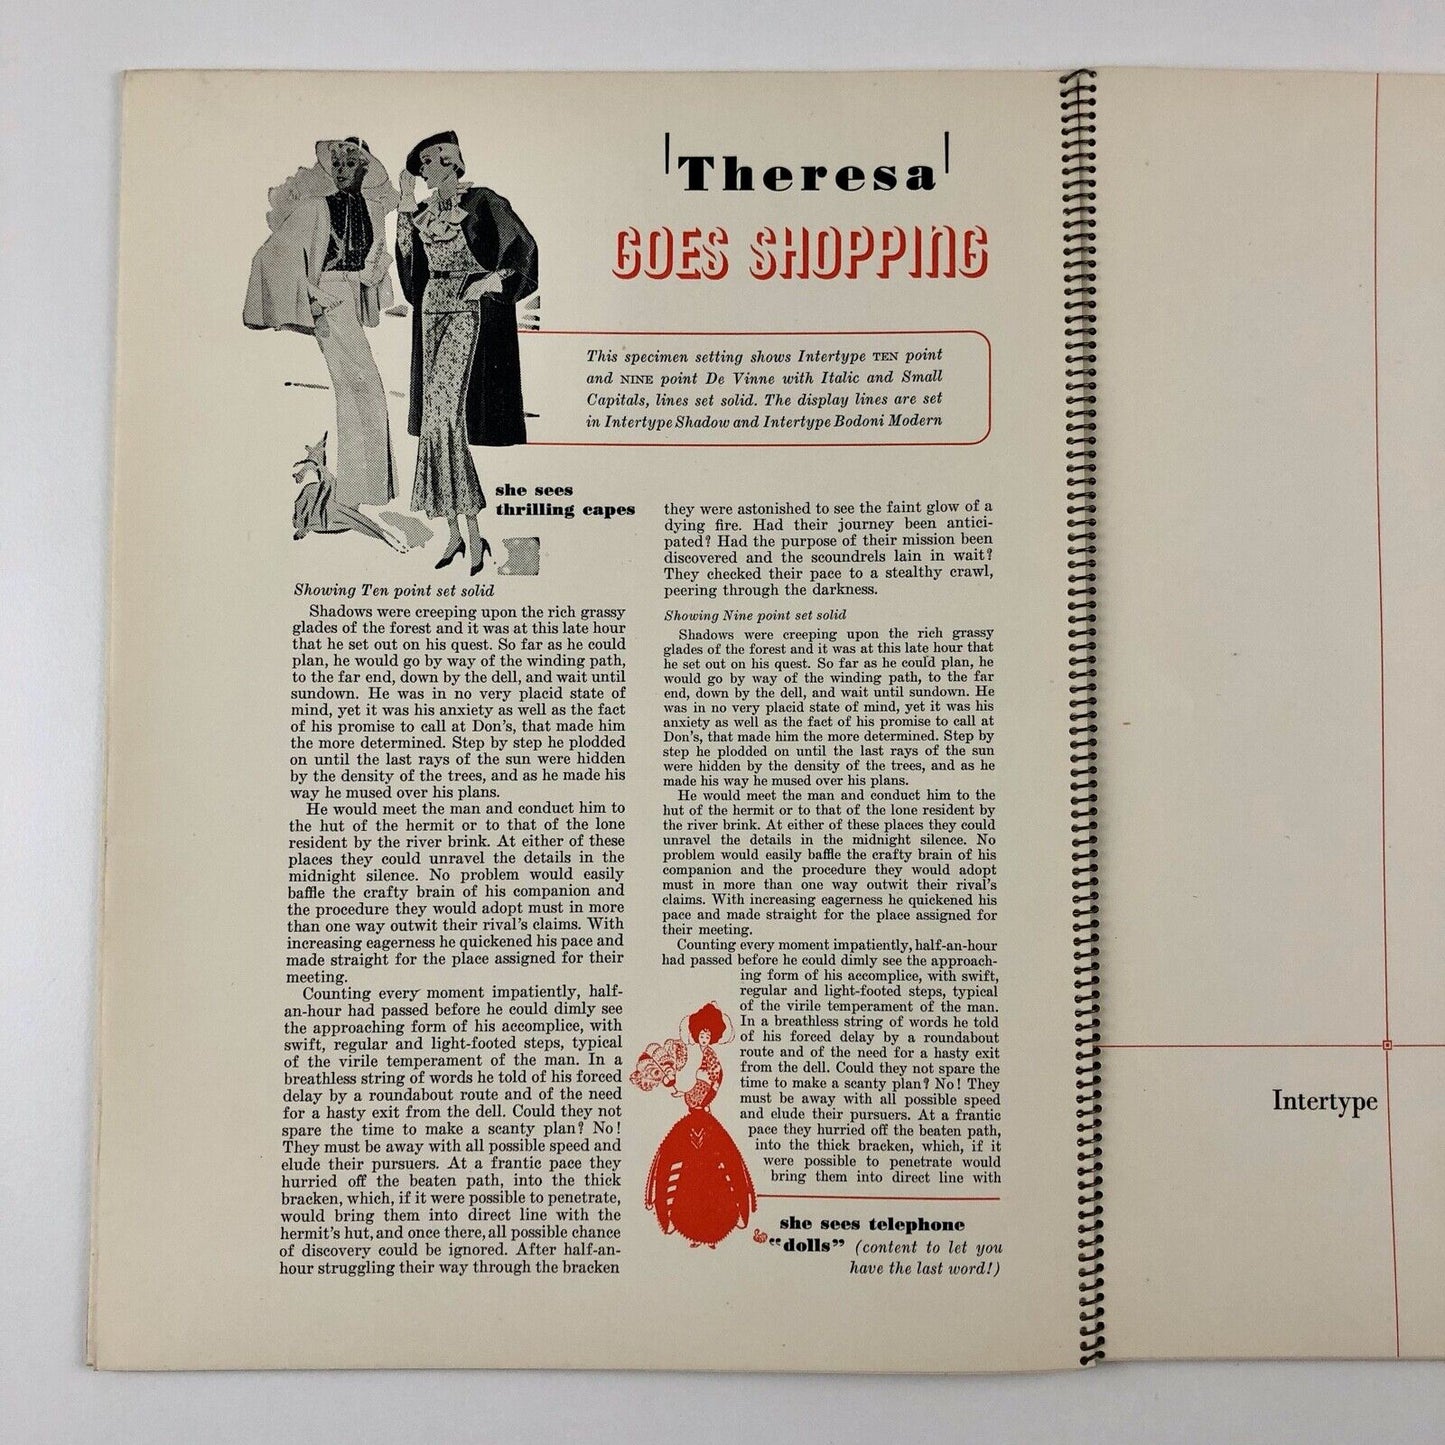 Theresa
GOES SHOPPING
This specimen setting shows Intertype TEN point
and NINE point De Vinne with Italic and Small
Capitals, lines set solid. The display lines are set
in Intertype Shadow and Intertype Bodoni Modern
she sees
thrilling capes
Showing Ten point set solid
Shadows were creeping upon the rich grassy
glades of the forest and it was at this late hour
that he set out on his quest. So far as he could
plan, he would go by way of the winding path,
to the far end, down by the dell, and wait until
sundown. He was in no very placid state of
mind, yet it was his anxiety as well as the fact
of his promise to call at Don's, that made him
the more determined. Step by step he plodded
on until the last rays of the sun were hidden
by the density of the trees, and as he made his
way he mused over his plans.
He would meet the man and conduct him to
the hut of the hermit or to that of the lone
resident by the river brink. At either of these
places they could unravel the details in the
midnight silence. No problem would easily
baffle the crafty brain of his companion and
the procedure they would adopt must in more
than one way outwit their rival's claims. With
increasing eagerness he quickened his pace and
made straight for the place assigned for their
meeting.
Counting every moment impatiently, half-
an-hour had passed before he could dimly see
the approaching form of his accomplice, with
swift, regular and light-footed steps, typical
of the virile temperament of the man. In a
breathless string of words he told of his forced
delay by a roundabout route and of the need
for a hasty exit from the dell. Could they not
spare the time to make a scanty plan? No!
They must be away with all possible speed and
elude their pursuers. At a frantic pace they
hurried off the beaten path, into the thick
bracken, which, if it were possible to penetrate,
would bring them into direct line with the
hermit's hut, and once there, all possible chance
of discovery could be ignored. After half-an-
hour struggling their way through the bracken
they were astonished to see the faint glow of a
dying fire. Had their journey been antici-
pated? Had the purpose of their mission been
discovered and the scoundrels lain in wait?
They checked their pace to a stealthy crawl,
peering through the darkness.
Showing Nine point set solid
Shadows were creeping upon the rich grassy
glades of the forest and it was at this late hour that
he set out on his quest. So far as he could plan, he
would go by way of the winding path, to the far
end, down by the dell, and wait until sundown. He
was in no very placid state of mind, yet it was his
anxiety as well as the fact of his promise to call at
Don's, that made him the more determined. Step by
step he plodded on until the last rays of the sun
were hidden by the density of the trees, and as he
made his way he mused over his plans.
He would meet the man and conduct him to the
hut of the hermit or to that of the lone resident by
the river brink. At either of these places they could
unravel the details in the midnight silence. No
problem would easily baffle the crafty brain of his
companion and the procedure they would adopt
must in more than one way outwit their rival's
claims. With increasing eagerness he quickened his
pace and made straight for the place assigned for
their meeting.
Counting every moment impatiently, half-an-hour
had passed before he could dimly see the approach-
ing form of his accomplice, with swift,
regular and light-footed steps, typical
of the virile temperament of the man.
In a breathless string of words he told
of his forced delay by a roundabout
route and of the need for a hasty exit
from the dell. Could they not spare the
time to make a scanty plan? No! They
must be away with all possible speed
and elude their pursuers. At a frantic
pace they hurried off the beaten path,
into the thick bracken, which, if it
were possible to penetrate would
bring them into direct line with
she sees telephone
"dolls" (content to let you
have the last word!)
Intertype